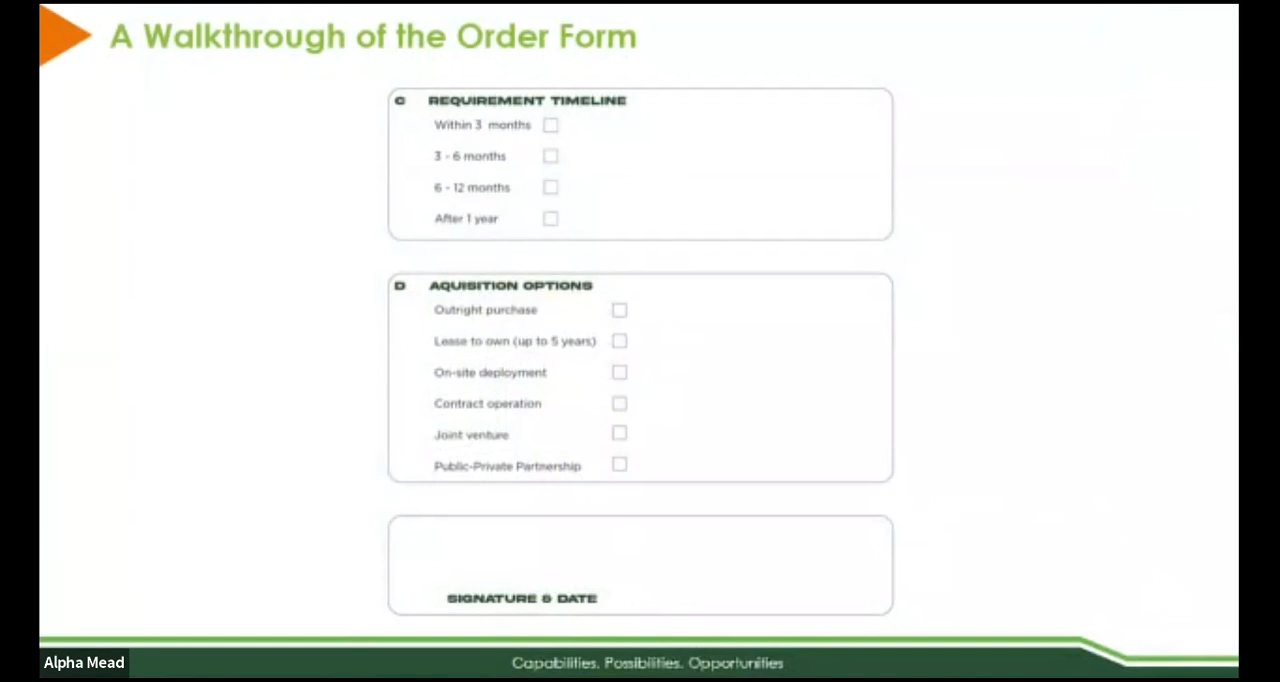 A Walkthrough of the Order Form
C REQUIREMENT TIMELINE
Within 3 months
3 - 6 months
6 - 12 months
After 1 year
D AQUISITION OPTIONS
Outright purchase
Lease to own (up to 5 years)
On-site deployment
Contract operation
Joint venture
Public-Private Partnership
SIGNATURE & DATE
Alpha Mead
Capabilities. Possibilities. Opportunities